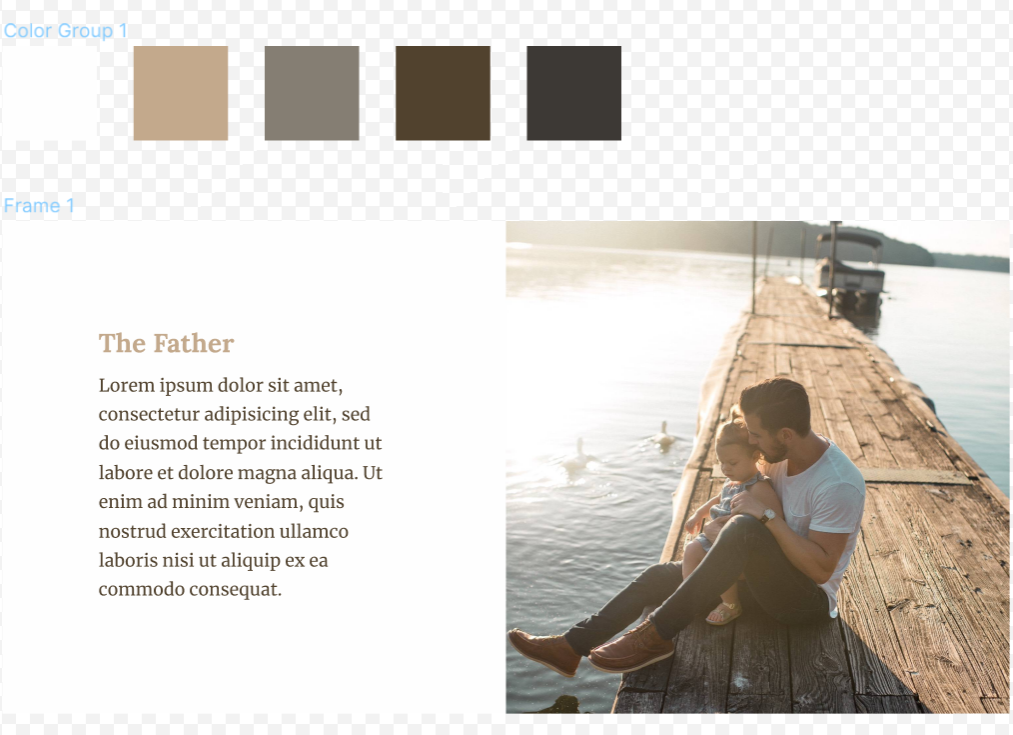 Color Group 1
Frame 1
The Father
Lorem ipsum dolor sit amet,
consectetur adipisicing elit, sed
do eiusmod tempor incididunt ut
labore et dolore magna aliqua. Ut
enim ad minim veniam, quis
nostrud exercitation ullamco
laboris nisi ut aliquip ex ea
commodo consequat.